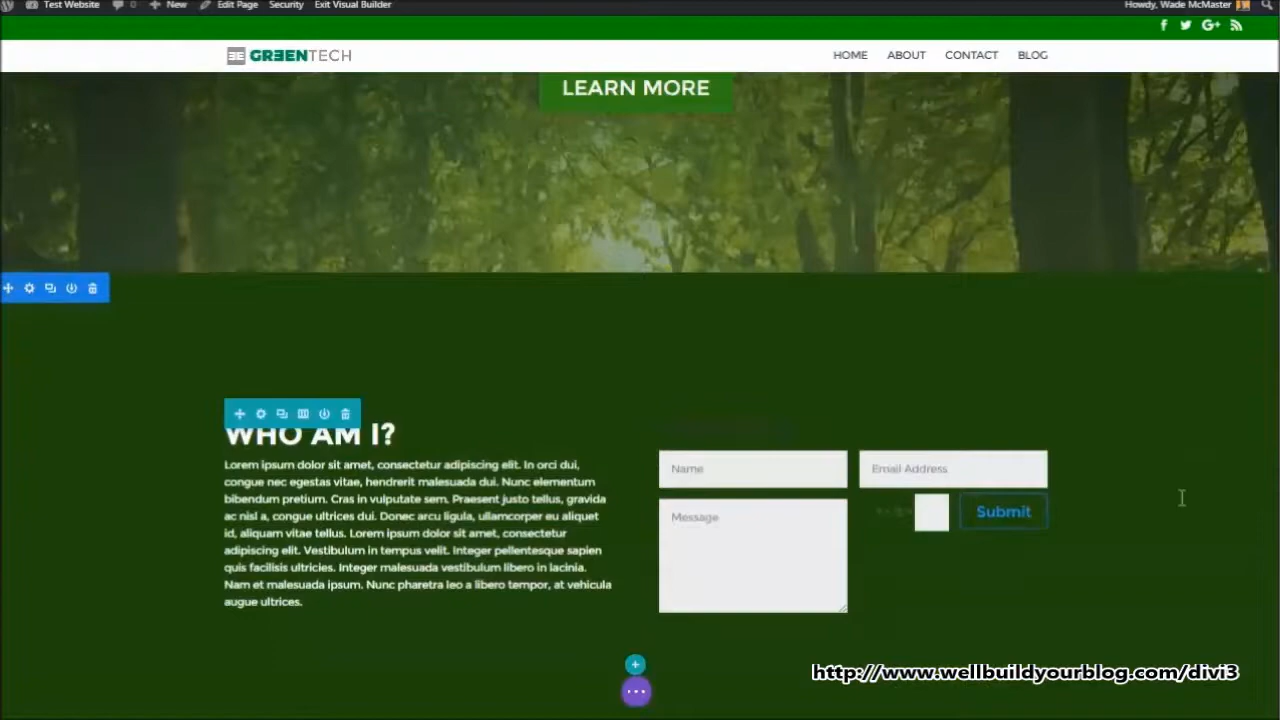 Test Website 0 New Edit Page Security Exit Visual Builder Howdy, Wade McMaster
GREENTECH HOME ABOUT CONTACT BLOG
LEARN MORE
WHO AM I?
Lorem ipsum dolor sit amet, consectetur adipiscing elit. In orci dui,
congue nec egestas vitae, hendrerit malesuada dui. Nunc elementum
bibendum pretium. Cras in vulputate sem. Praesent justo tellus, gravida
ac nisl a, congue ultrices dui. Donec arcu ligula, ullamcorper eu aliquet
id, aliquam vitae tellus. Lorem ipsum dolor sit amet, consectetur
adipiscing elit. Vestibulum in tempus velit. Integer pellentesque sapien
quis facilisis ultricies. Integer malesuada vestibulum libero in lacinia.
Nam et malesuada ipsum. Nunc pharetra leo a libero tempor, at vehicula
augue ultrices.
Name
Email Address
Message
Submit
http://www.wellbuildyourblog.com/divi3